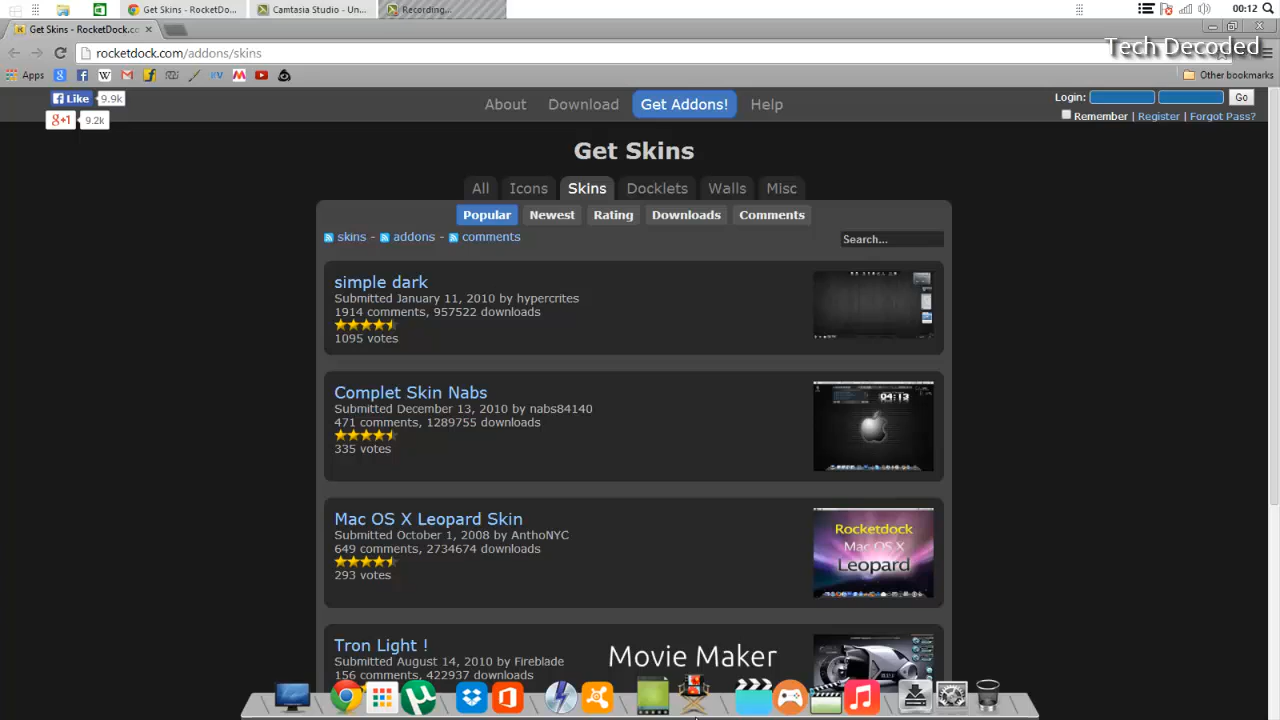 Get Skins - RocketDo...
Camtasia Studio - Un...
Recording...
00:12
Get Skins - RocketDock.co
rocketdock.com/addons/skins
Tech Decoded
Apps
Other bookmarks
Like 9.9k
g+1 9.2k
About Download Get Addons! Help
Login: Go
Remember | Register | Forgot Pass?
Get Skins
All Icons Skins Docklets Walls Misc
Popular Newest Rating Downloads Comments
skins - addons - comments
Search...
simple dark
Submitted January 11, 2010 by hypercrites
1914 comments, 957522 downloads
1095 votes
Complet Skin Nabs
Submitted December 13, 2010 by nabs84140
471 comments, 1289755 downloads
335 votes
04:13
Mac OS X Leopard Skin
Submitted October 1, 2008 by AnthoNYC
649 comments, 2734674 downloads
293 votes
Rocketdock
Mac OS X
Leopard
Tron Light !
Submitted August 14, 2010 by Fireblade
156 comments, 422937 downloads
Movie Maker